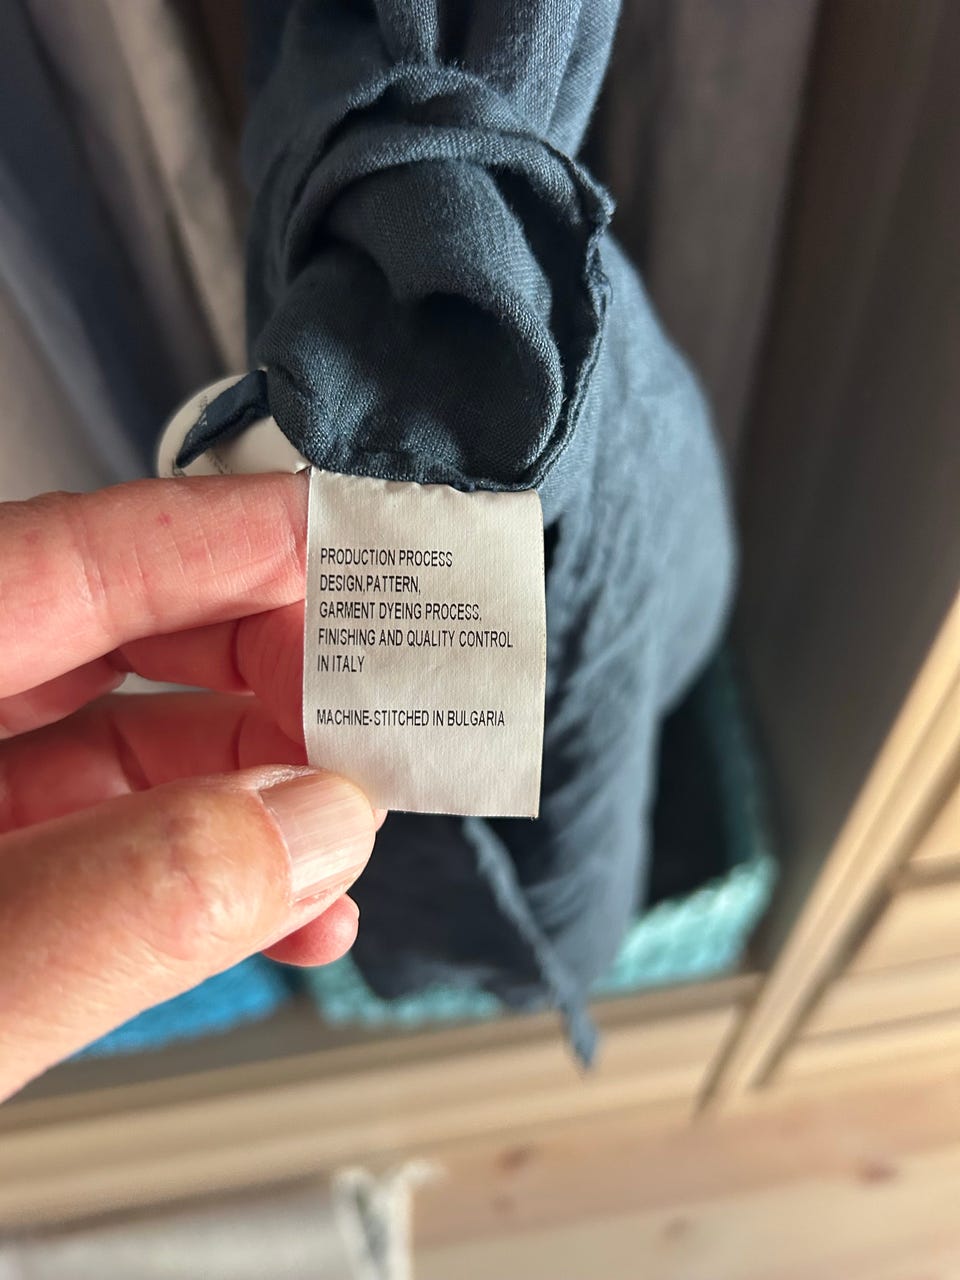 PRODUCTION PROCESS
DESIGN,PATTERN,
GARMENT DYEING PROCESS,
FINISHING AND QUALITY CONTROL
IN ITALY
MACHINE-STITCHED IN BULGARIA